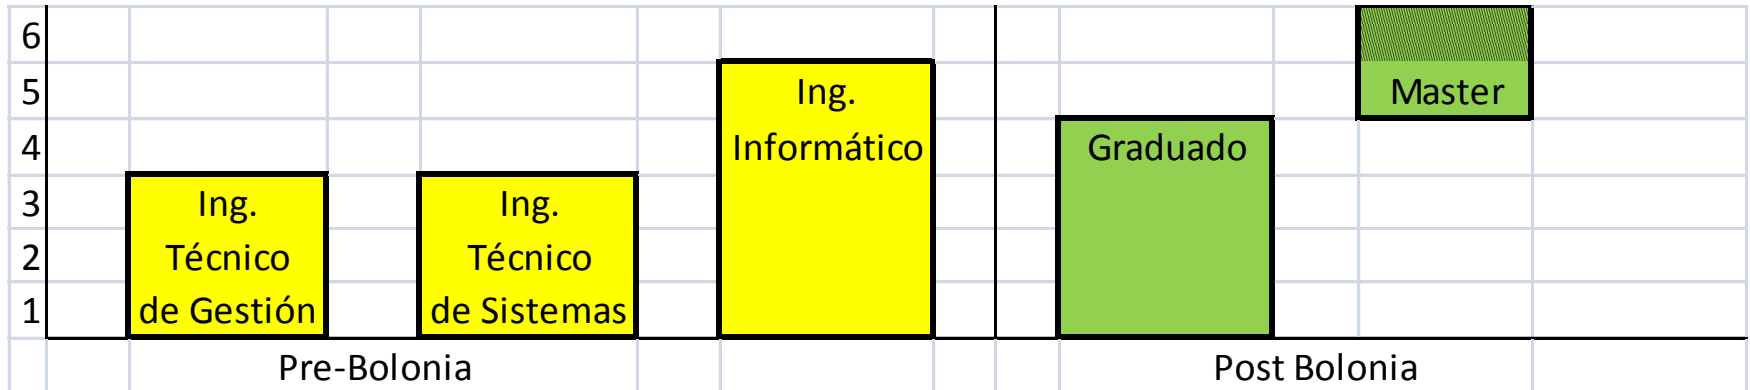 6
5
4
3
2
1
Ing.
Técnico
de Gestión
Ing.
Técnico
de Sistemas
Ing.
Informático
Graduado
Master
Pre-Bolonia
Post Bolonia